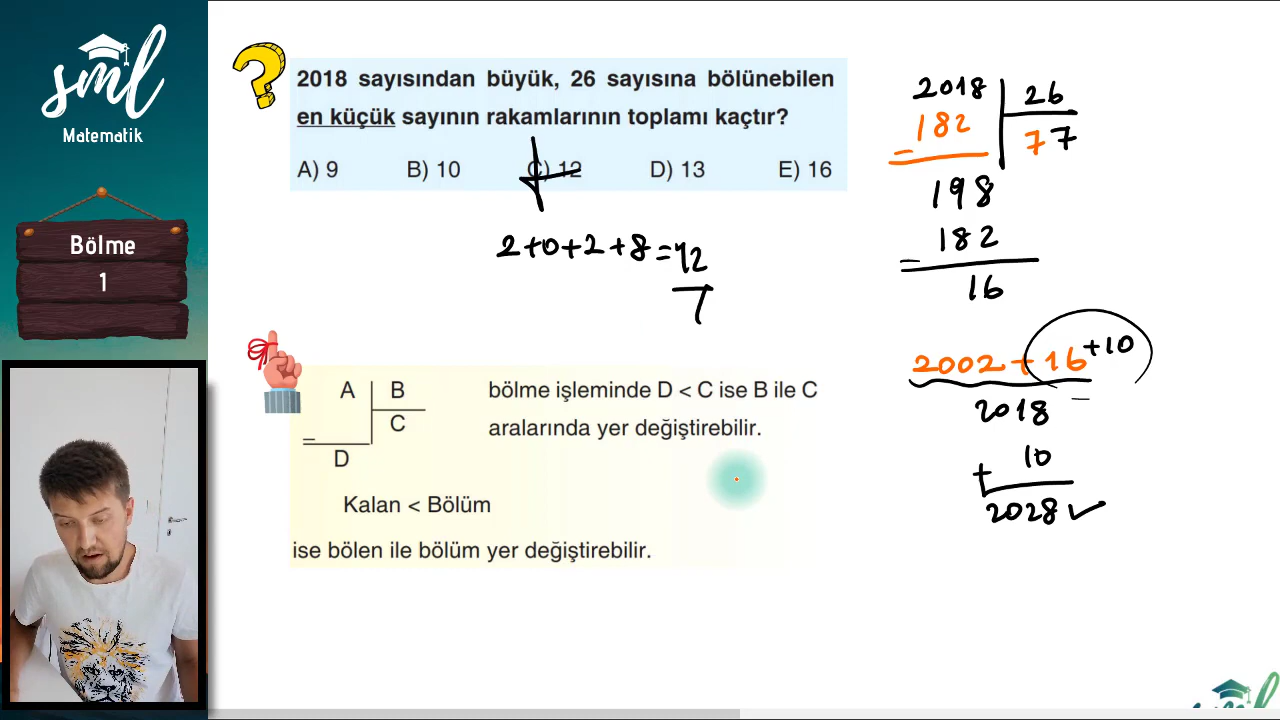 sml
Matematik
Bölme
1
2018 sayısından büyük, 26 sayısına bölünebilen
en küçük sayının rakamlarının toplamı kaçtır?
A) 9 B) 10 C) 12 D) 13 E) 16
2+0+2+8=12
2018 26
182 77
198
182
16
2002+16+10
2018
+ 10
2028
A B
C
D
bölme işleminde D < C ise B ile C
aralarında yer değiştirebilir.
Kalan < Bölüm
ise bölen ile bölüm yer değiştirebilir.